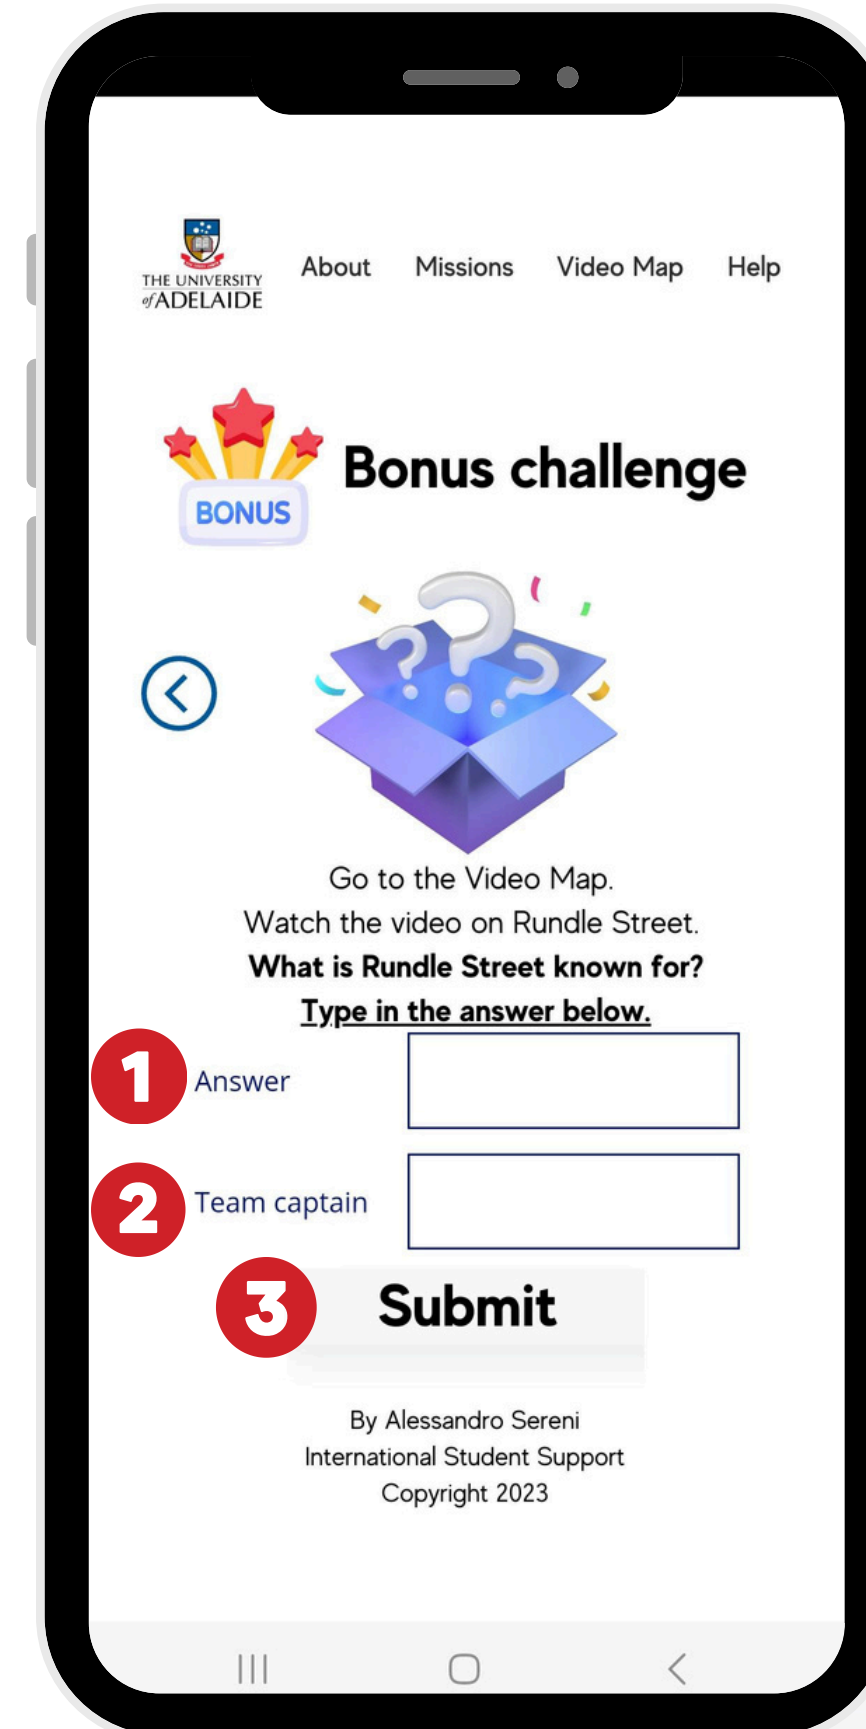 THE UNIVERSITY
of ADELAIDE
About Missions Video Map Help
BONUS
Bonus challenge
Go to the Video Map.
Watch the video on Rundle Street.
What is Rundle Street known for?
Type in the answer below.
1 Answer
2 Team captain
3 Submit
By Alessandro Sereni
International Student Support
Copyright 2023